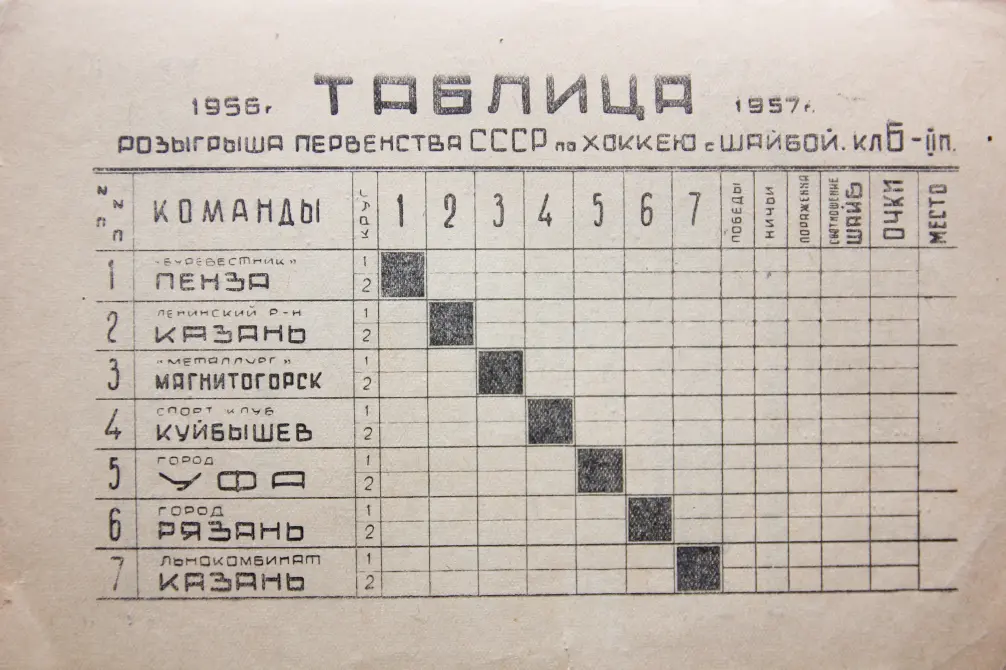 1956г. ТАБЛИЦА 1957г.
РОЗЫГРЫША ПЕРВЕНСТВА СССР по ХОККЕЮ с ШАЙБОЙ. КЛ Б -
№№ п п КОМАНДЫ КРУГ 1 2 3 4 5 6 7 ПОБЕДЫ НИЧЬИ ПОРАЖЕНИЯ СООТНОШЕНИЕ ШАЙБ ОЧКИ МЕСТО
1 „БУРЕВЕСТНИК" 1
ПЕНЗА 2
2 ЛЕНИНСКИЙ Р-Н 1
КАЗАНЬ 2
3 „МЕТАЛЛУРГ" 1
МАГНИТОГОРСК 2
4 СПОРТ КЛУБ 1
КУЙБЫШЕВ 2
5 ГОРОД 1
УФА 2
6 ГОРОД 1
РЯЗАНЬ 2
7 ЛЬНОКОМБИНАТ 1
КАЗАНЬ 2